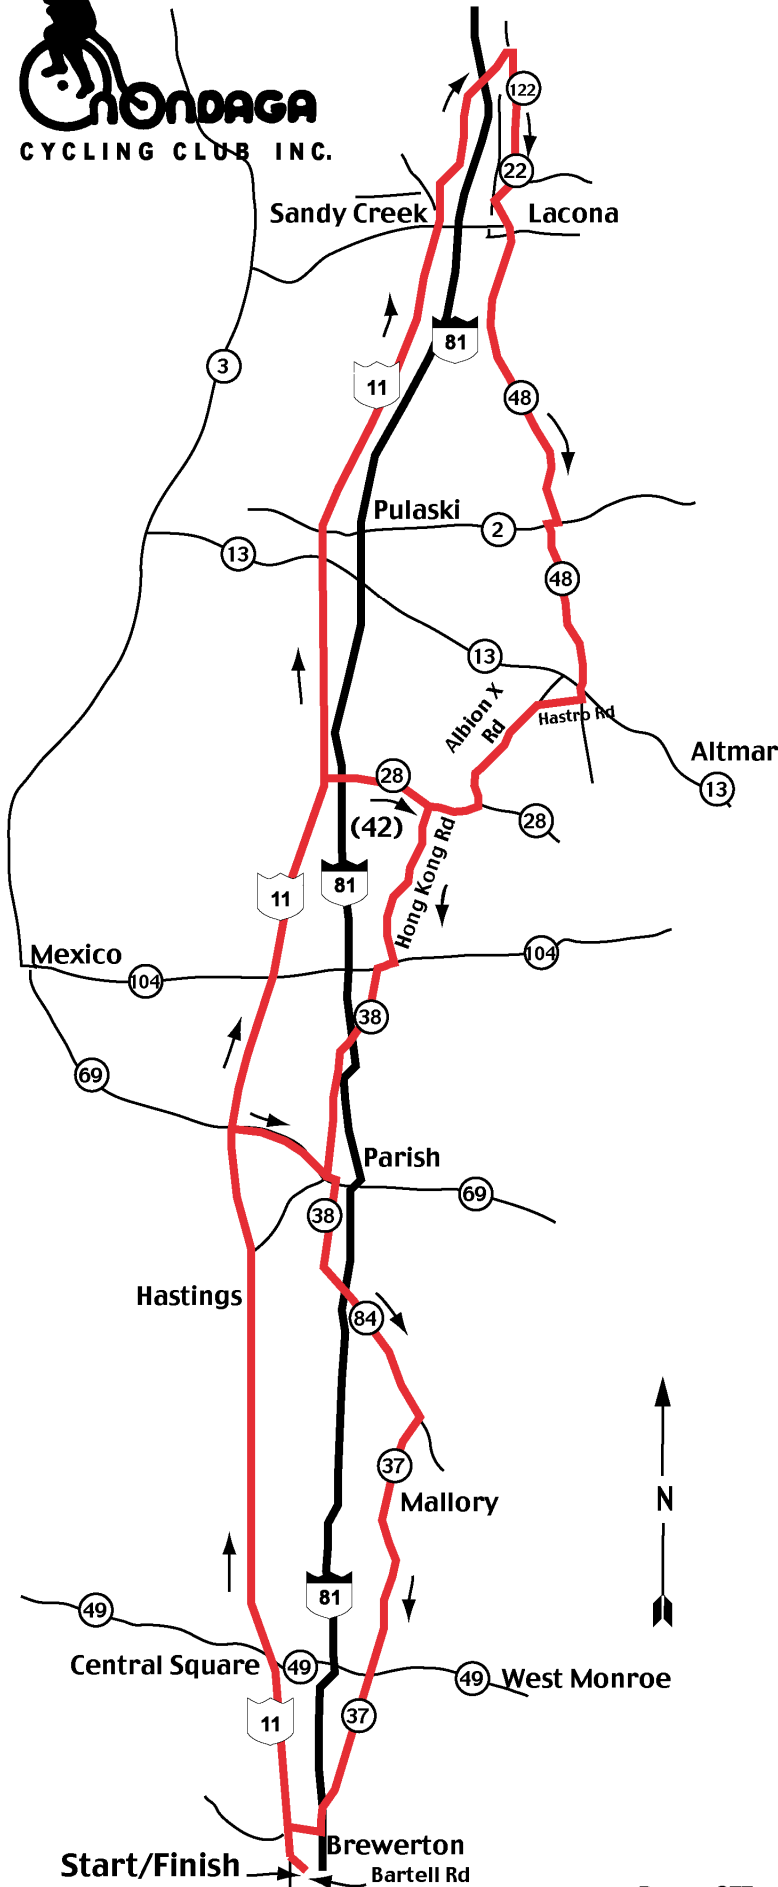 OnOnDAGA
CYCLING CLUB INC.
122
22
Sandy Creek
Lacona
81
3
11
48
Pulaski
2
13
48
13
Albion X
Rd
Hastro Rd
Altmar
28
13
(42)
28
Hong Kong Rd
81
11
Mexico
104
104
38
69
Parish
69
38
Hastings
84
37
Mallory
N
81
49
Central Square
49
49
West Monroe
11
37
Brewerton
Start/Finish
Bartell Rd